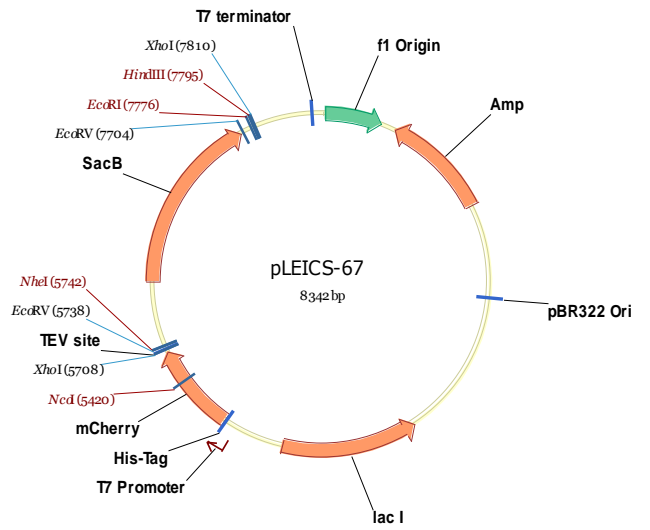 T7 terminator
f1 Origin
XhoI (7810)
HindIII (7795)
EcoRI (7776)
EcoRV (7704)
Amp
SacB
pLEICS-67
8342 bp
NheI (5742)
EcoRV (5738)
TEV site
XhoI (5708)
NcoI (5420)
mCherry
His-Tag
T7 Promoter
pBR322 Ori
lac I